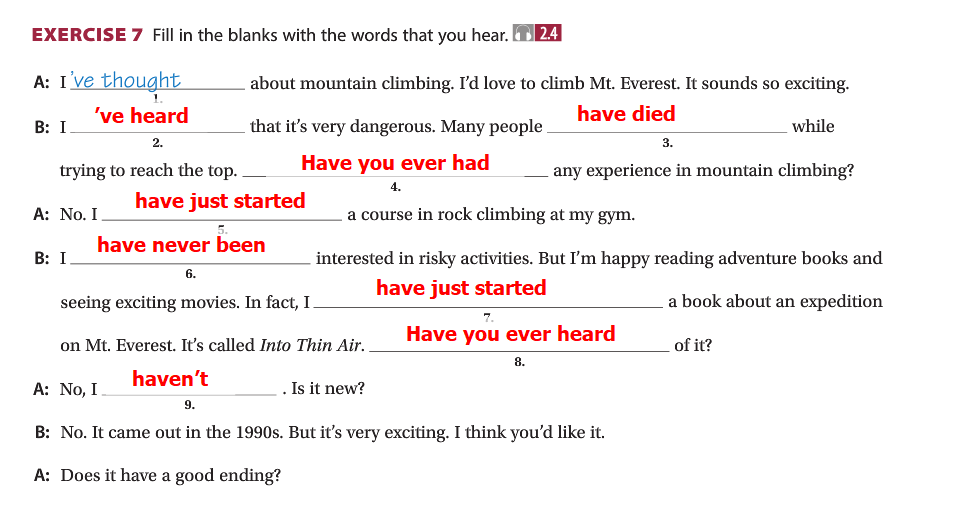 EXERCISE 7 Fill in the blanks with the words that you hear. 2.4
A: I 've thought about mountain climbing. I'd love to climb Mt. Everest. It sounds so exciting.
1.
B: I 've heard that it's very dangerous. Many people have died while
2. 3.
trying to reach the top. Have you ever had any experience in mountain climbing?
4.
A: No. I have just started a course in rock climbing at my gym.
5.
B: I have never been interested in risky activities. But I'm happy reading adventure books and
6.
seeing exciting movies. In fact, I have just started a book about an expedition
7.
on Mt. Everest. It's called Into Thin Air. Have you ever heard of it?
8.
A: No, I haven't . Is it new?
9.
B: No. It came out in the 1990s. But it's very exciting. I think you'd like it.
A: Does it have a good ending?